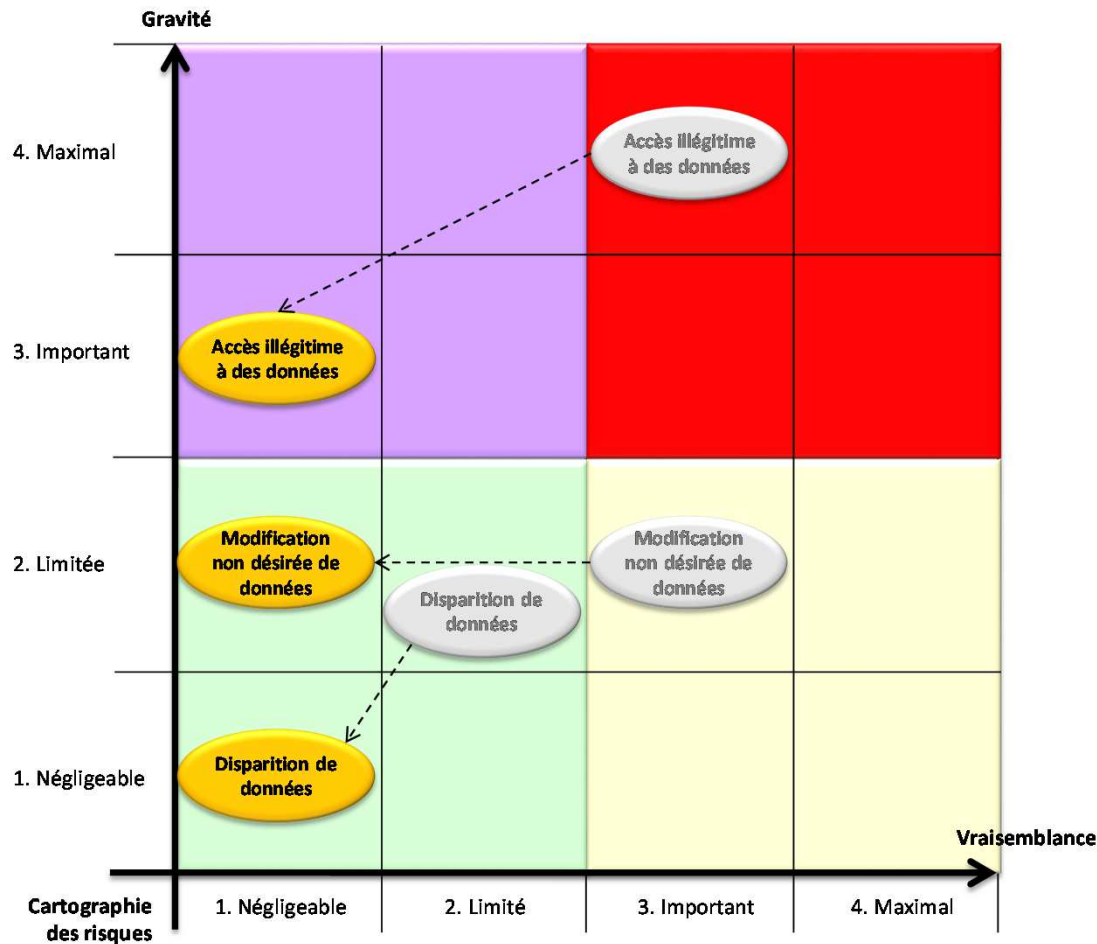 Gravité
4. Maximal
Accès illégitime
à des données
3. Important
Accès illégitime
à des données
2. Limitée
Modification
non désirée de
données
Disparition de
données
Modification
non désirée de
données
1. Négligeable
Disparition de
données
Vraisemblance
Cartographie
des risques
1. Négligeable
2. Limité
3. Important
4. Maximal